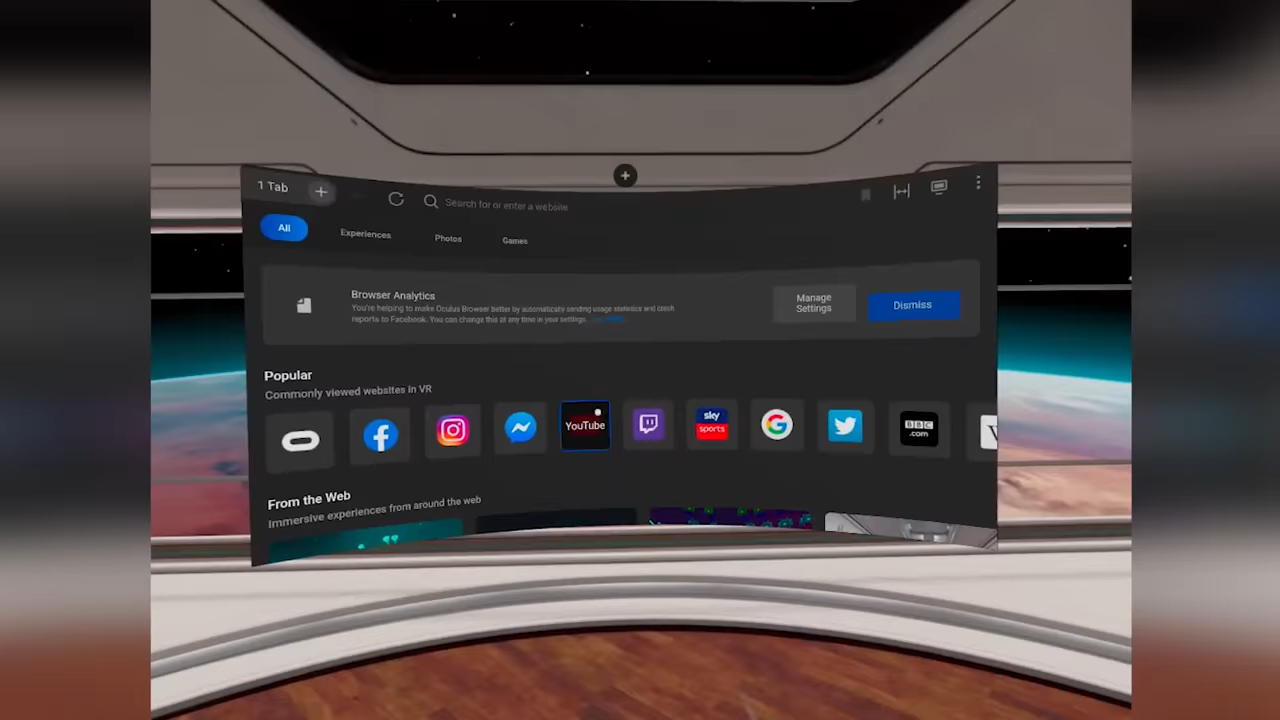 1 Tab
Search for or enter a website
All
Experiences
Photos
Games
Browser Analytics
You're helping to make Oculus Browser better by automatically sending usage statistics and crash
reports to Facebook. You can change this at any time in your settings.
Manage
Settings
Dismiss
Popular
Commonly viewed websites in VR
YouTube
sky
sports
BBC
.com
From the Web
Immersive experiences from around the web